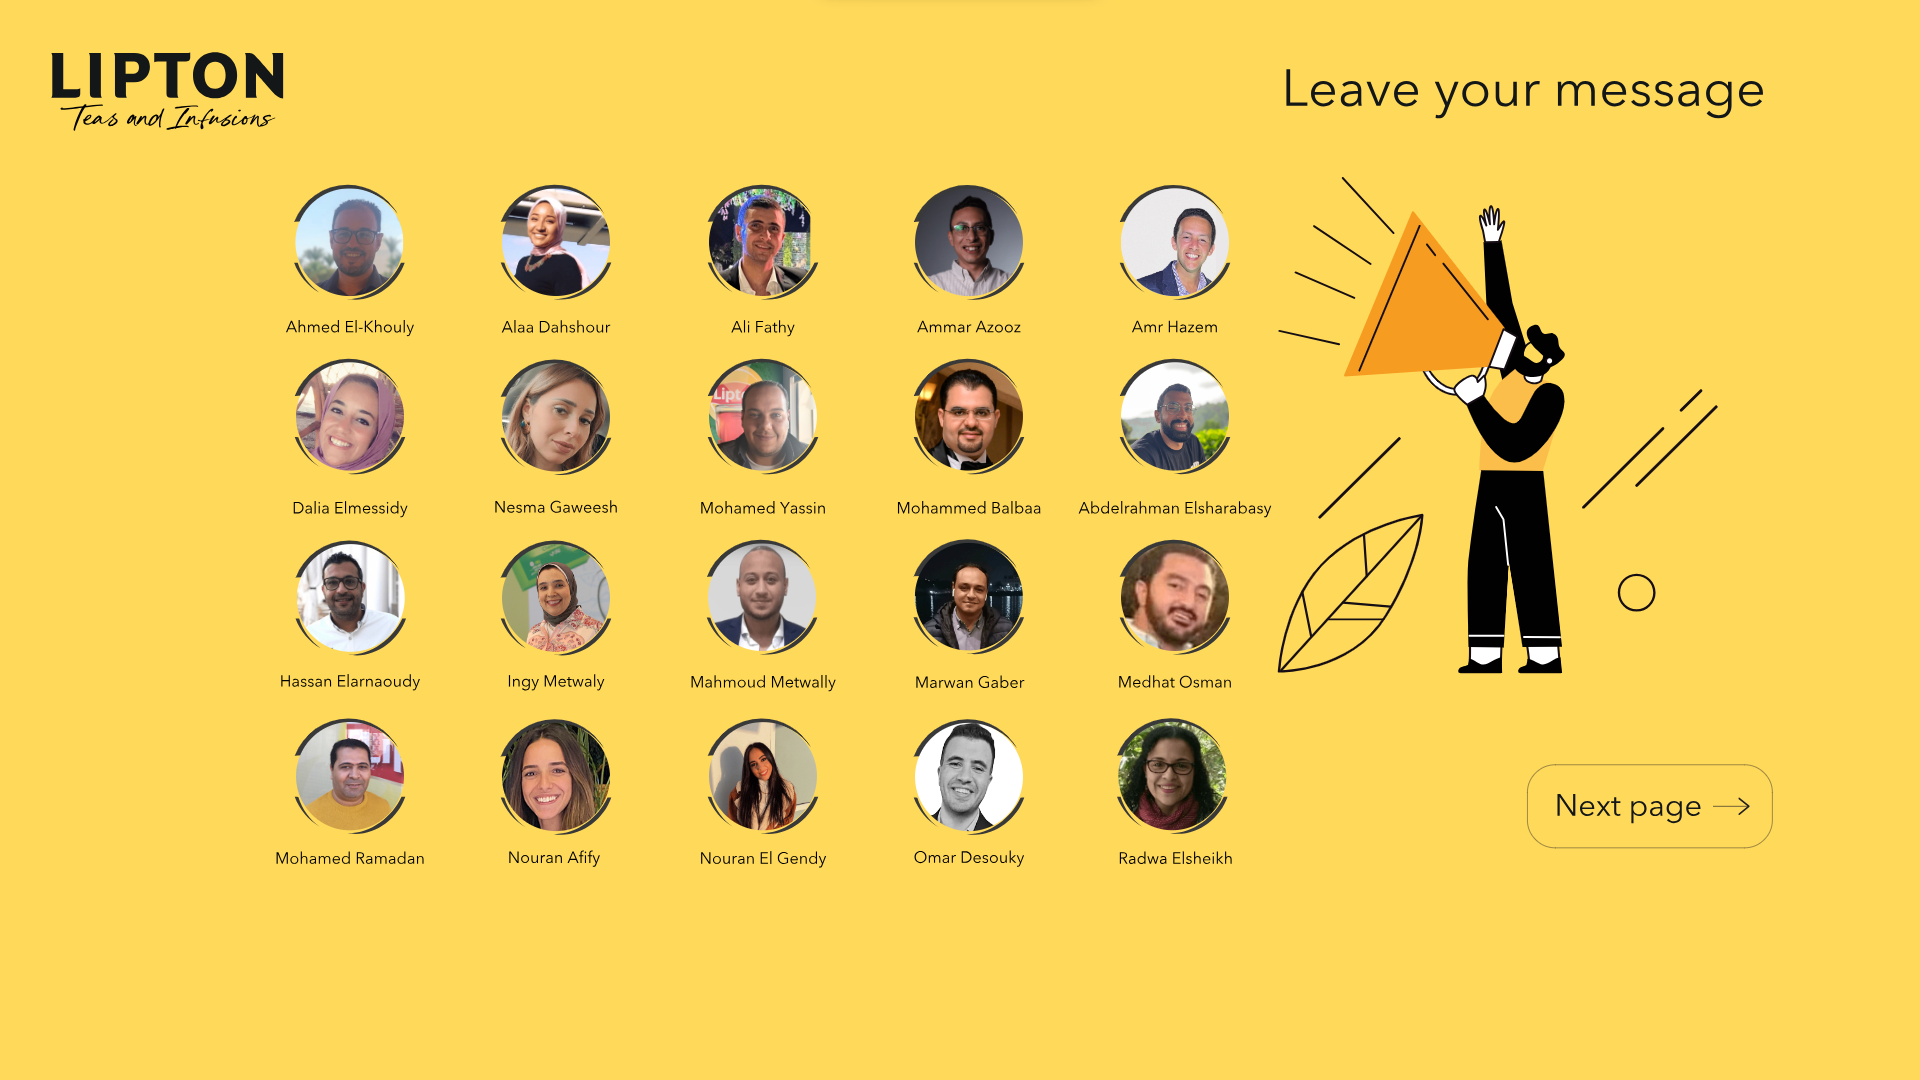 LIPTON
Teas and Infusions
Leave your message
Ahmed El-Khouly
Alaa Dahshour
Ali Fathy
Ammar Azooz
Amr Hazem
Lipt
Dalia Elmessidy
Nesma Gaweesh
Mohamed Yassin
Mohammed Balbaa
Abdelrahman Elsharabasy
Hassan Elarnaoudy
Ingy Metwaly
Mahmoud Metwally
Marwan Gaber
Medhat Osman
Mohamed Ramadan
Nouran Afify
Nouran El Gendy
Omar Desouky
Radwa Elsheikh
Next page